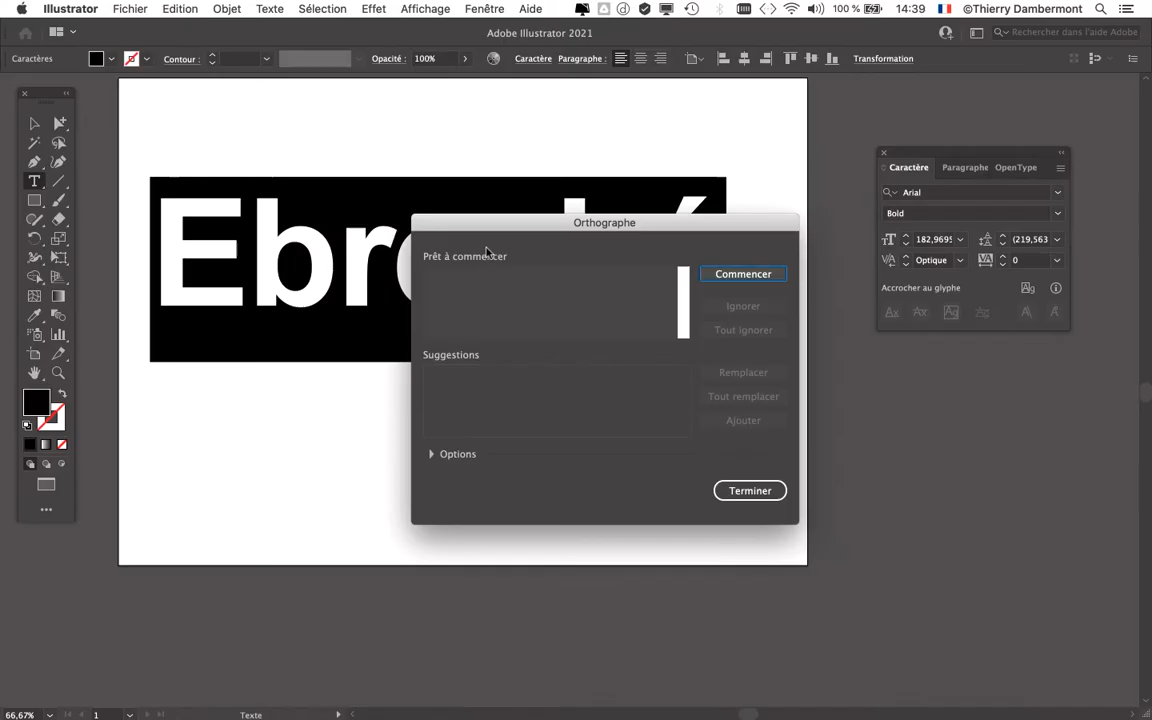 Illustrator Fichier Edition Objet Texte Sélection Effet Affichage Fenêtre Aide 100 % 14:39 ©Thierry Dambermont
Adobe Illustrator 2021 Rechercher dans l'aide Adobe
Caractères Contour : Opacité : 100% Caractère Paragraphe : Transformation
Caractère Paragraphe OpenType
Arial
Bold
182,969 (219,563
Optique 0
Accrocher au glyphe
Orthographe
Prêt à commencer
Commencer
Ignorer
Tout ignorer
Suggestions
Remplacer
Tout remplacer
Ajouter
Options
Terminer
66,67% 1 Texte